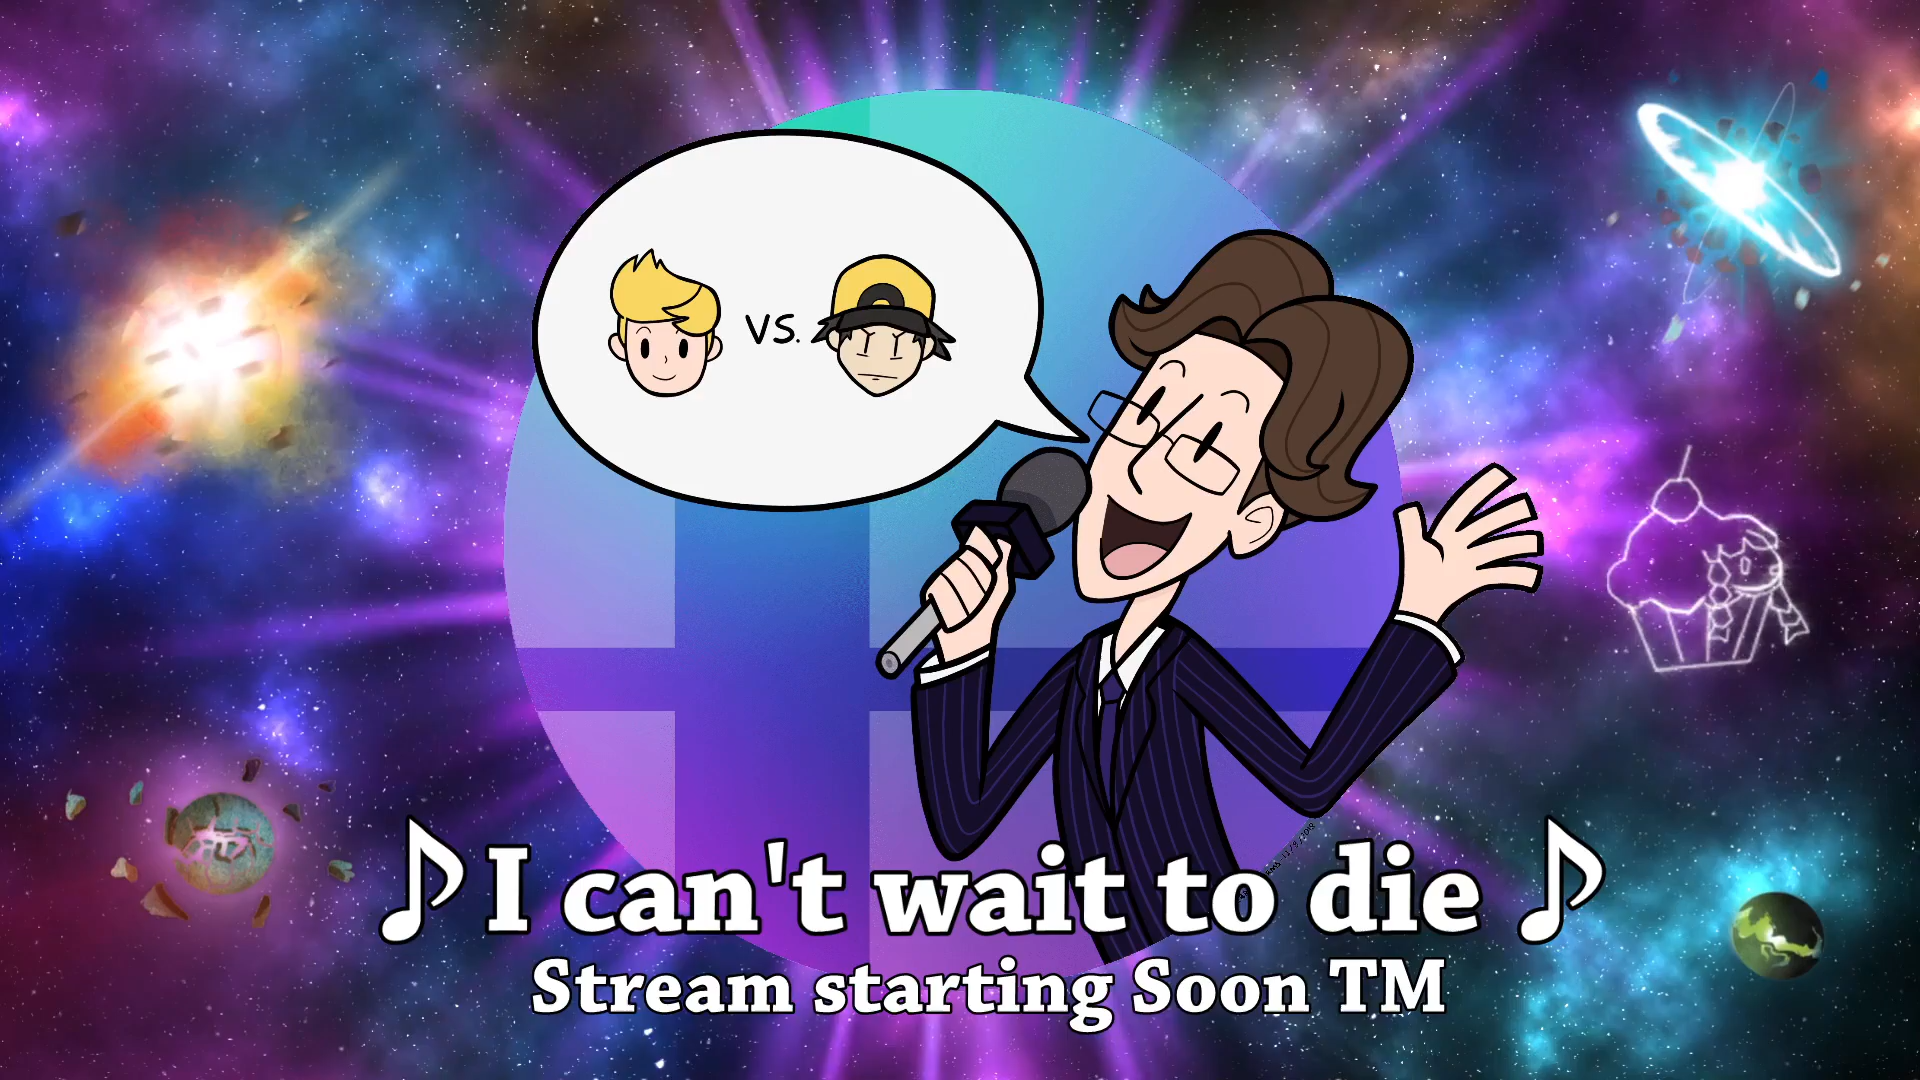 VS.
♪ I can't wait to die ♪
Stream starting Soon TM